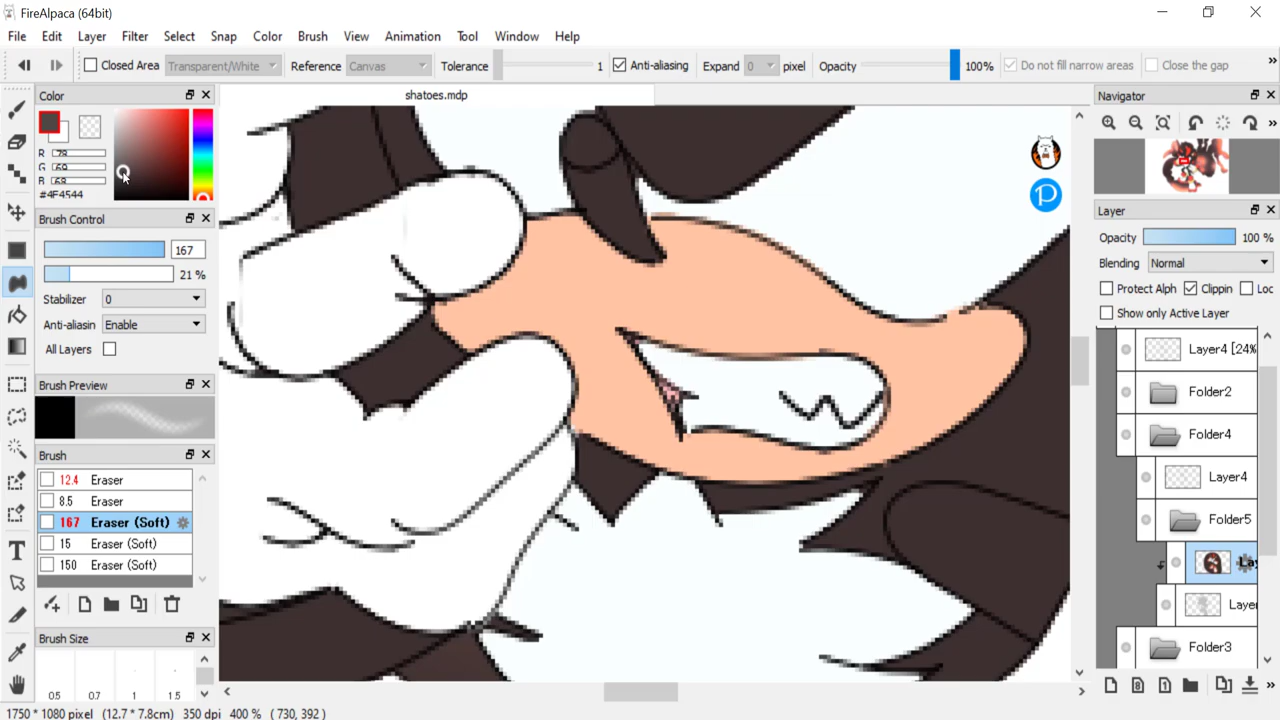 FireAlpaca (64bit)
File Edit Layer Filter Select Snap Color Brush View Animation Tool Window Help
Closed Area Transparent/White Reference Canvas Tolerance 1 Anti-aliasing Expand 0 pixel Opacity 100% Do not fill narrow areas Close the gap »
Color
shatoes.mdp
Navigator
R 78
G 69
B 68
#4F4544
Brush Control
167
21 %
Stabilizer 0
Anti-aliasin Enable
All Layers
Brush Preview
Brush
12.4 Eraser
8.5 Eraser
167 Eraser (Soft)
15 Eraser (Soft)
150 Eraser (Soft)
Brush Size
0.5 0.7 1 1.5
Layer
Opacity 100 %
Blending Normal
Protect Alph Clippin Loc
Show only Active Layer
Layer4 [24%
Folder2
Folder4
Layer4
Folder5
Lay
Layer
Folder3
1750 * 1080 pixel (12.7 * 7.8cm) 350 dpi 400 % ( 730, 392 )